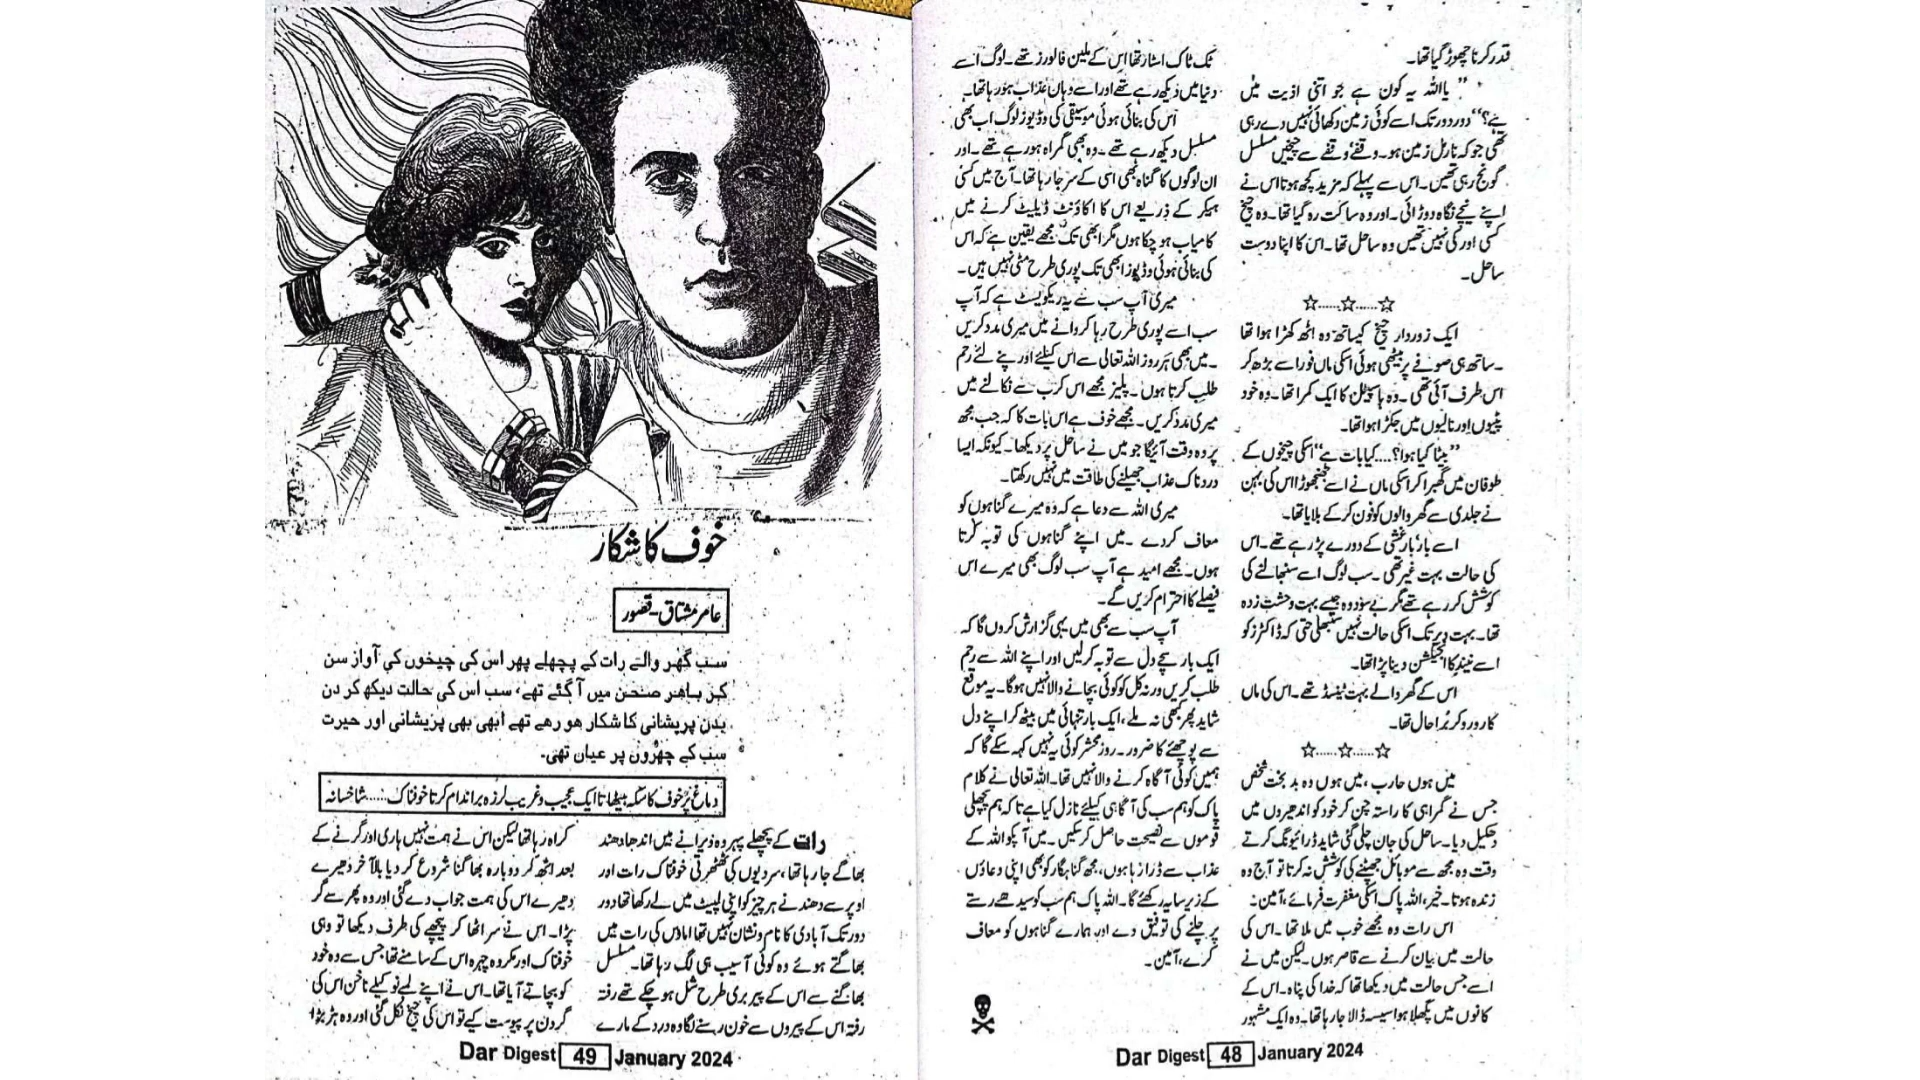 قدر کرنا چھوڑ گیا تھا۔
”یااللہ یہ کون ہے جو اتنی اذیت میں
ہے؟“ دور دور تک اسے کوئی زمین دکھائی نہیں دے رہی
تھی جو کہ نارمل زمین ہو۔ وقفے وقفے سے چیخیں مسلسل
گونج رہی تھیں۔ اس سے پہلے کہ مزید کچھ ہوتا اس نے
اپنے نیچے نگاہ دوڑائی۔ اور وہ ساکت رہ گیا تھا۔ وہ چیخ
کسی اور کی نہیں تھیں وہ ساحل تھا۔ اس کا اپنا دوست
ساحل۔
☆.....☆.....☆
ایک زوردار چیخ کیساتھ وہ اٹھ کھڑا ہوا تھا
۔ ساتھ ہی صوفے پر بیٹھی ہوئی اسکی ماں فوراً سے بڑھ کر
اس طرف آئی تھی ۔ وہ ہاسپٹل کا ایک کمرا تھا۔ وہ خود
پٹیوں اور نالیوں میں جکڑا ہوا تھا۔
”بیٹا کیا ہوا؟....کیا بات ہے“ اسکی چیخوں کے
طوفان میں گھبرا کر اسکی ماں نے اسے جھنجھوڑا اس کی بہن
نے جلدی سے گھر والوں کو فون کر کے بلایا تھا۔
اسے بار بار غشی کے دورے پڑ رہے تھے۔ اس
کی حالت بہت غیر تھی ۔ سب لوگ اسے سنبھالنے کی
کوشش کر رہے تھے مگر بے سود وہ جیسے بہت وحشت زدہ
تھا۔ بہت دیر تک اسکی حالت نہیں سنبھلی حتی کہ ڈاکٹرز کو
اسے نیند کا انجیکشن دینا پڑا تھا۔
اس کے گھر والے بہت ٹینسڈ تھے۔ اس کی ماں
کا رو رو کر بُرا حال تھا۔
☆.....☆.....☆
میں ہوں حارب ، میں ہوں وہ بد بخت شخص
جس نے گمراہی کا راستہ چن کر خود کو اندھیروں میں
دھکیل دیا۔ ساحل کی جان چلی گئی شاید ڈرائیونگ کرتے
وقت وہ مجھ سے موبائل جھپٹنے کی کوشش نہ کرتا تو آج وہ
زندہ ہوتا۔ خیر، اللہ پاک اسکی مغفرت فرمائے، آمین۔
اس رات وہ مجھے خوب میں ملا تھا۔ اس کی
حالت میں بیان کرنے سے قاصر ہوں۔ لیکن میں نے
اسے جس حالت میں دیکھا تھا کہ خدا کی پناہ۔ اس کے
کانوں میں پگھلا ہوا سیسہ ڈالا جا رہا تھا۔ وہ ایک مشہور
ٹک ٹاک اسٹار تھا اس کے ملین فالورز تھے۔ لوگ اسے
دنیا میں دیکھ رہے تھے اور اسے وہاں عذاب ہو رہا تھا۔
اس کی بنائی ہوئی موسیقی کی وڈیوز لوگ اب بھی
مسلسل دیکھ رہے تھے۔ وہ بھی گمراہ ہو رہے تھے۔ اور
ان لوگوں کا گناہ بھی اسی کے سر جا رہا تھا۔ آج میں کسی
ہیکر کے ذریعے اس کا اکاؤنٹ ڈیلیٹ کرنے میں
کامیاب ہو چکا ہوں مگر ابھی تک مجھے یقین ہے کہ اس
کی بنائی ہوئی وڈیوز ابھی تک پوری طرح مٹی نہیں ہیں۔
میری آپ سب سے یہ ریکویسٹ ہے کہ آپ
سب اسے پوری طرح رہا کروانے میں میری مدد کریں
۔ میں بھی ہر روز اللہ تعالی سے اس کیلئے اور اپنے لئے رحم
طلب کرتا ہوں۔ پلیز مجھے اس کرب سے نکالنے میں
میری مدد کریں۔ مجھے خوف ہے اس بات کا کہ جب مجھ
پر وہ وقت آئیگا جو میں نے ساحل پر دیکھا۔ کیونکہ ایسا
دردناک عذاب جھیلنے کی طاقت میں نہیں رکھتا۔
میری اللہ سے دعا ہے کہ وہ میرے گناہوں کو
معاف کر دے ۔ میں اپنے گناہوں کی توبہ کرتا
ہوں۔ مجھے امید ہے آپ سب لوگ بھی میرے اس
فیصلے کا احترام کریں گے۔
آپ سب سے بھی میں یہی گزارش کروں گا کہ
ایک بار سچے دل سے توبہ کر لیں اور اپنے اللہ سے رحم
طلب کریں ورنہ کل کو کوئی بچانے والا نہیں ہوگا۔ یہ موقع
شاید پھر کبھی نہ ملے، ایک بار تنہائی میں بیٹھ کر اپنے دل
سے پوچھئے گا ضرور۔ روز محشر کوئی یہ نہیں کہہ سکے گا کہ
ہمیں کوئی آگاہ کرنے والا نہیں تھا۔ اللہ تعالی نے کلام
پاک کو ہم سب کی آگاہی کیلئے نازل کیا ہے تا کہ ہم پچھلی
قوموں سے نصیحت حاصل کر سکیں۔ میں آپکو اللہ کے
عذاب سے ڈرا رہا ہوں، مجھ گناہگار کو بھی اپنی دعاؤں
کے زیر سایہ رکھئے گا۔ اللہ پاک ہم سب کو سیدھے رستے
پر چلنے کی توفیق دے اور ہمارے گناہوں کو معاف
کرے، آمین۔
Dar Digest 48 January 2024
خوف کا شکار
عامر مشتاق۔قصور
سب گھر والے رات کے پچھلے پھر اس کی چیخوں کی آواز سن
کر باھر صحن میں آگئے تھے، سب اس کی حالت دیکھ کر دن
بدن پریشانی کا شکار ھو رھے تھے ابھی بھی پریشانی اور حیرت
سب کے چھروں پر عیاں تھی۔
دماغ پر خوف کا سکہ بیٹھاتا ایک عجیب و غریب لرزہ براندام کرتا خوفناک......شاخسانہ
رات کے پچھلے پہر وہ ویرانے میں اندھا دھند
بھاگے جا رہا تھا، سردیوں کی ٹھٹھرتی خوفناک رات اور
اوپر سے دھند نے ہر چیز کو اپنی لپیٹ میں لے رکھا تھا دور
دور تک آبادی کا نام و نشان نہیں تھا اماوس کی رات میں
بھاگتے ہوئے وہ کوئی آسیب ہی لگ رہا تھا۔ مسلسل
بھاگنے سے اس کے پیر بری طرح شل ہو چکے تھے رفتہ
رفتہ اس کے پیروں سے خون رسنے لگا وہ درد کے مارے
کراہ رہا تھا لیکن اس نے ہمت نہیں ہاری اور گرنے کے
بعد اٹھ کر دوبارہ بھاگنا شروع کر دیا بالآخر دھیرے
دھیرے اس کی ہمت جواب دے گئی اور وہ پھر سے گر
پڑا۔ اس نے سر اٹھا کر پیچھے کی طرف دیکھا تو وہی
خوفناک اور مکروہ چہرہ اس کے سامنے تھا جس سے وہ خود
کو بچاتے آیا تھا۔ اس نے اپنے لمبے نوکیلے ناخن اس کی
گردن پر پیوست کیے تو اس کی چیخ نکل گئی اور وہ ہڑبڑا
Dar Digest 49 January 2024